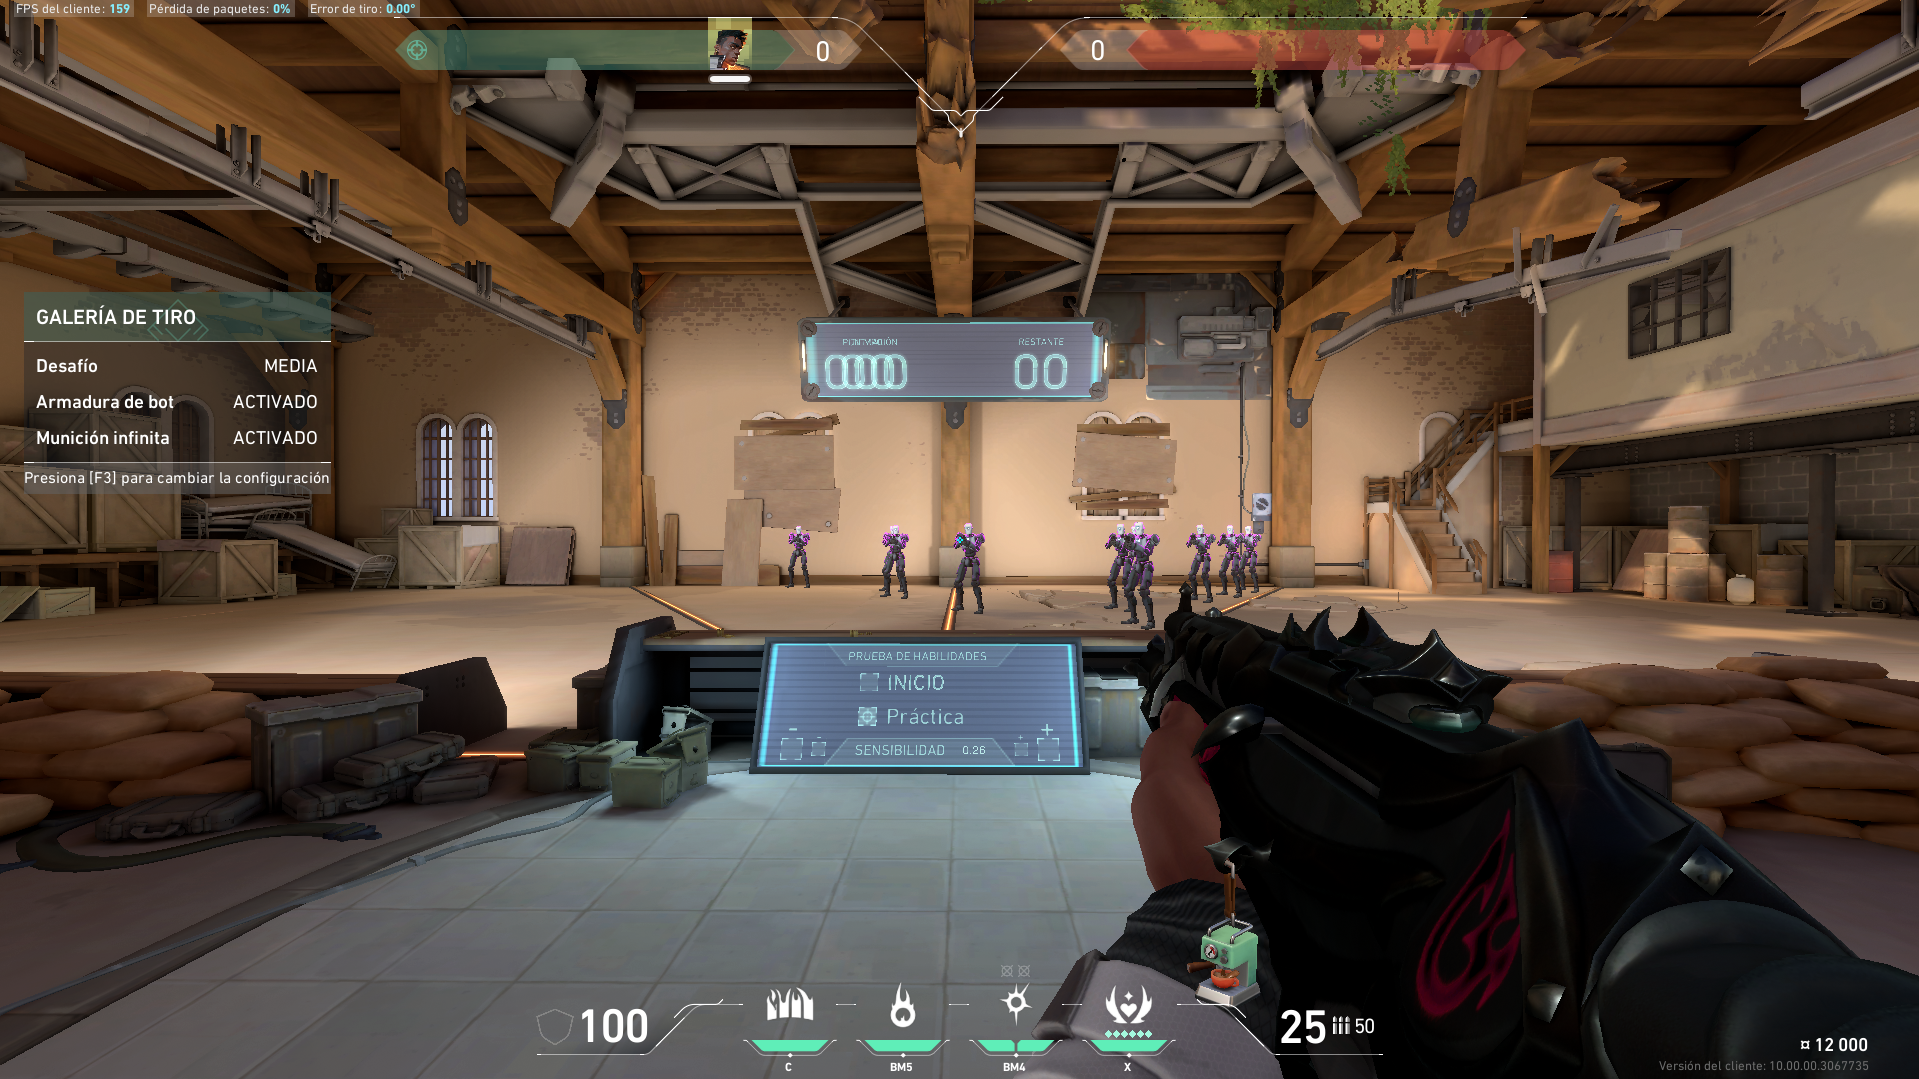 FPS del cliente: 159 Pérdida de paquetes: 0% Error de tiro: 0.00°
0 0
GALERÍA DE TIRO
Desafío MEDIA
Armadura de bot ACTIVADO
Munición infinita ACTIVADO
Presiona [F3] para cambiar la configuración
RESTANTE
00
PRUEBA DE HABILIDADES
INICIO
Práctica
- - SENSIBILIDAD 0.26 + +
100
25 50
C BM5 BM4 X
¤ 12 000
Versión del cliente: 10.00.00.3067735